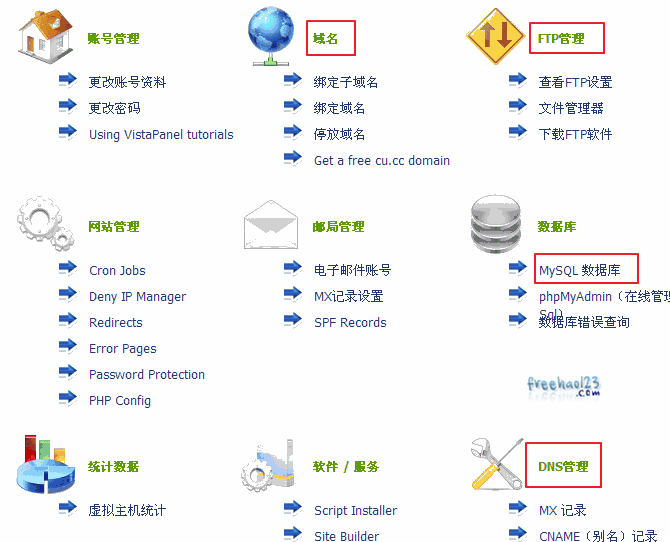 账号管理
更改账号资料
更改密码
Using VistaPanel tutorials
域名
绑定子域名
绑定域名
停放域名
Get a free cu.cc domain
FTP管理
查看FTP设置
文件管理器
下载FTP软件
网站管理
Cron Jobs
Deny IP Manager
Redirects
Error Pages
Password Protection
PHP Config
邮局管理
电子邮件账号
MX记录设置
SPF Records
数据库
MySQL 数据库
phpMyAdmin（在线管理
Sql）
数据库错误查询
freehao123
.com
统计数据
虚拟主机统计
软件 / 服务
Script Installer
Site Builder
DNS管理
MX 记录
CNAME（别名）记录